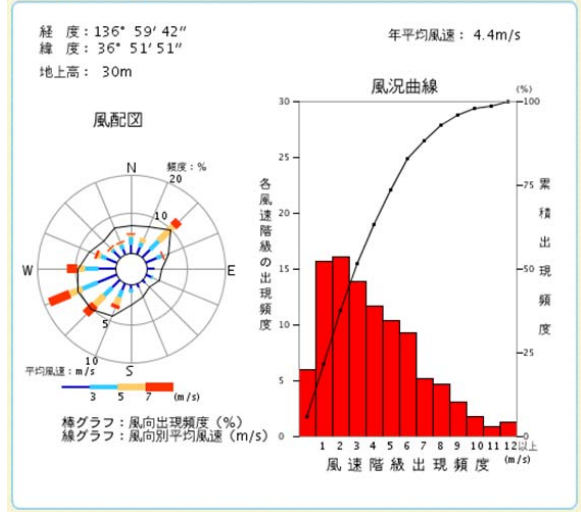 経 度：136° 59′ 42″
緯 度： 36° 51′ 51″
地上高： 30m
年平均風速： 4.4m/s
風配図
N
頻度：%
20
10
W
E
5
10
S
平均風速：m/s
3 5 7 (m/s)
棒グラフ：風向出現頻度（%）
線グラフ：風向別平均風速（m/s）
風況曲線
(%)
30
25
20
15
10
5
0
100
75
50
25
0
各風速階級の出現頻度
累積出現頻度
1 2 3 4 5 6 7 8 9 10 11 12以上
(m/s)
風速階級出現頻度